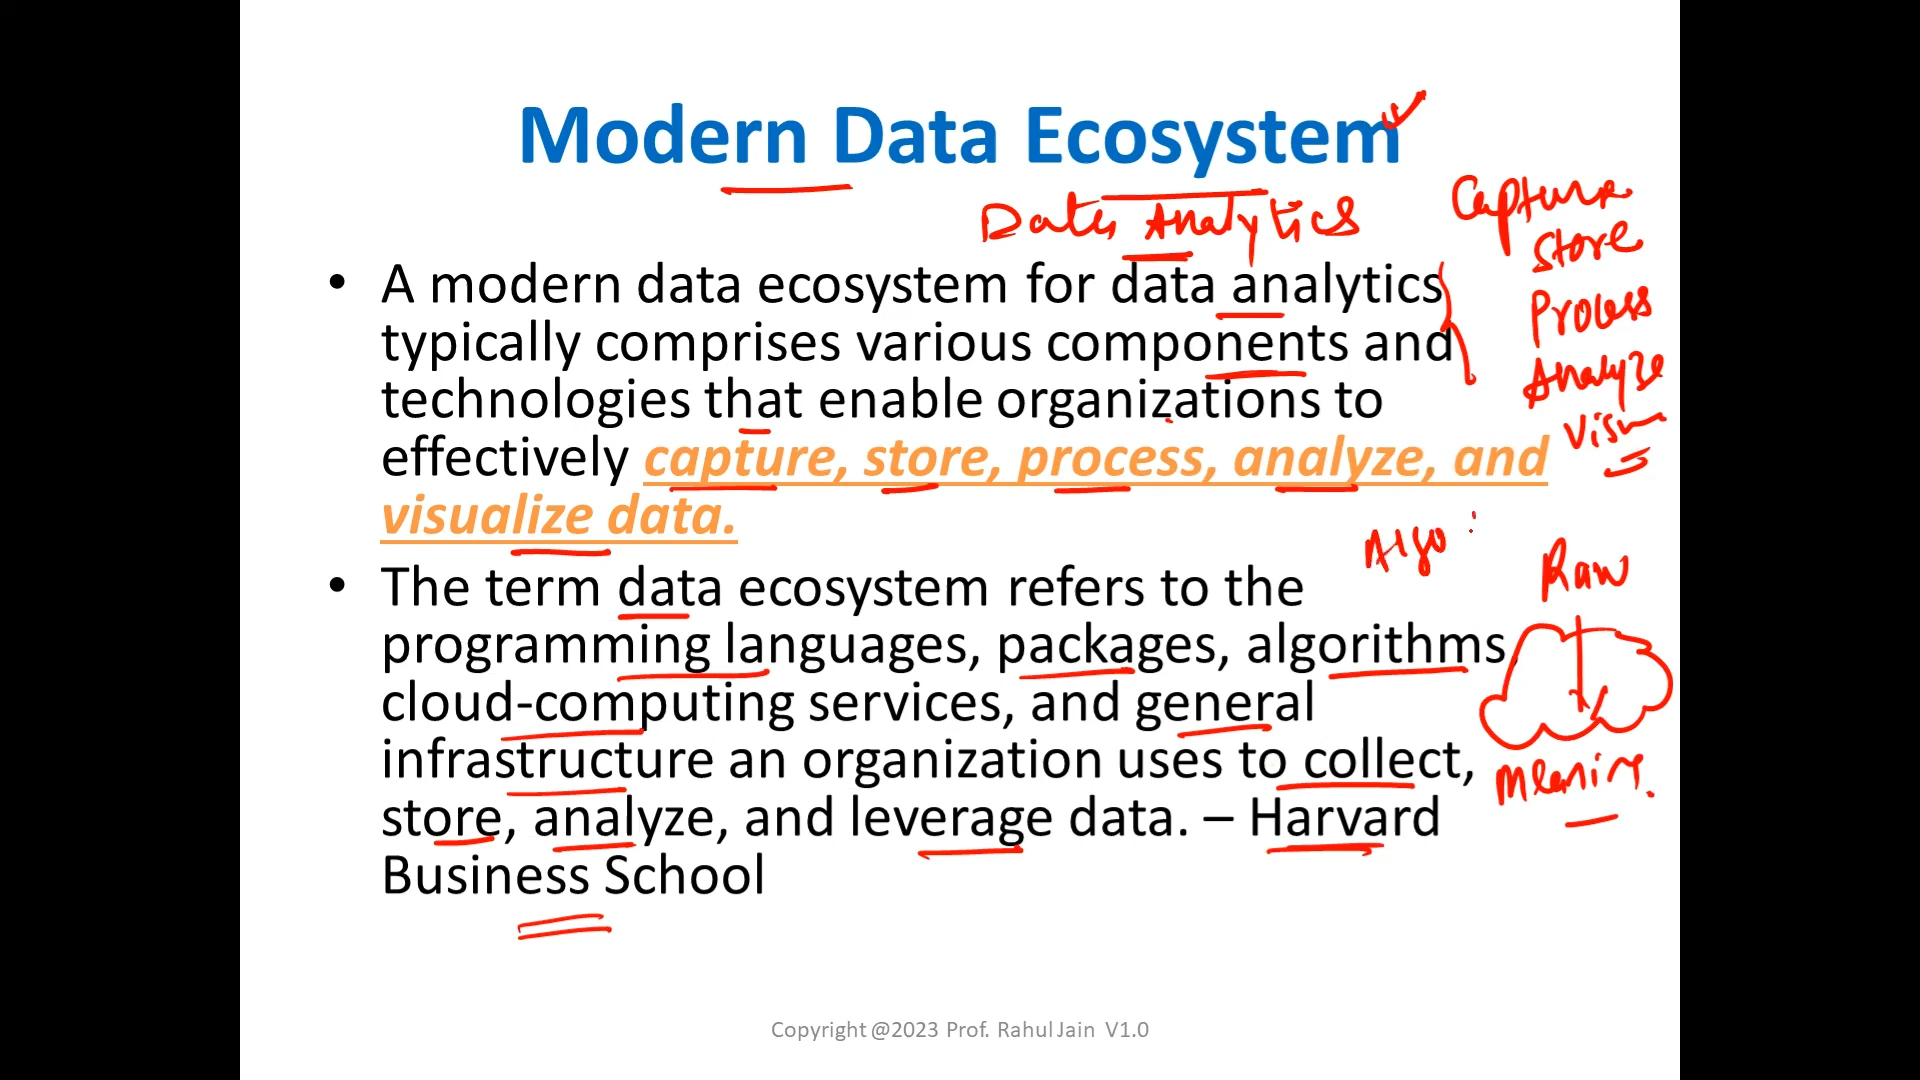 Modern Data Ecosystem
Data Analytics
Capture
Store
Process
Analyze
• A modern data ecosystem for data analytics
typically comprises various components and
technologies that enable organizations to
effectively capture, store, process, analyze, and
visualize data.
Algo :
Raw
• The term data ecosystem refers to the
programming languages, packages, algorithms,
cloud-computing services, and general
infrastructure an organization uses to collect,
store, analyze, and leverage data. – Harvard
Business School
Copyright @2023 Prof. Rahul Jain V1.0